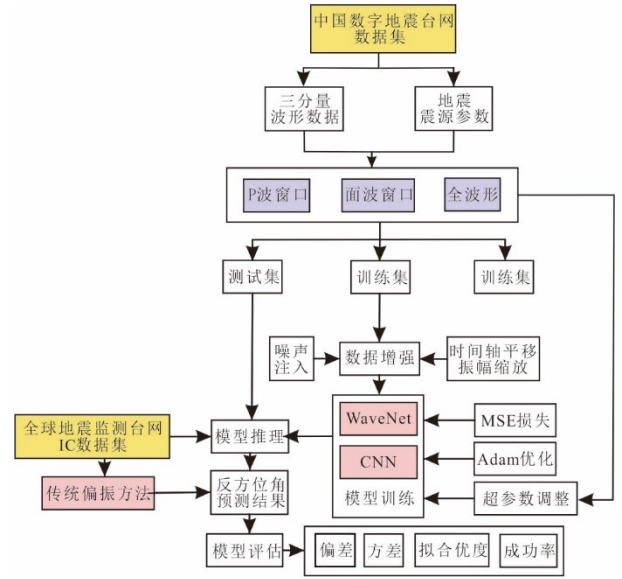 中国数字地震台网
数据集
三分量
波形数据
地震
震源参数
P波窗口
面波窗口
全波形
测试集
训练集
训练集
噪声
注入
数据增强
时间轴平移
振幅缩放
全球地震监测台网
IC数据集
模型推理
WaveNet
MSE损失
CNN
Adam优化
传统偏振方法
反方位角
预测结果
模型训练
超参数调整
模型评估
偏差
方差
拟合优度
成功率